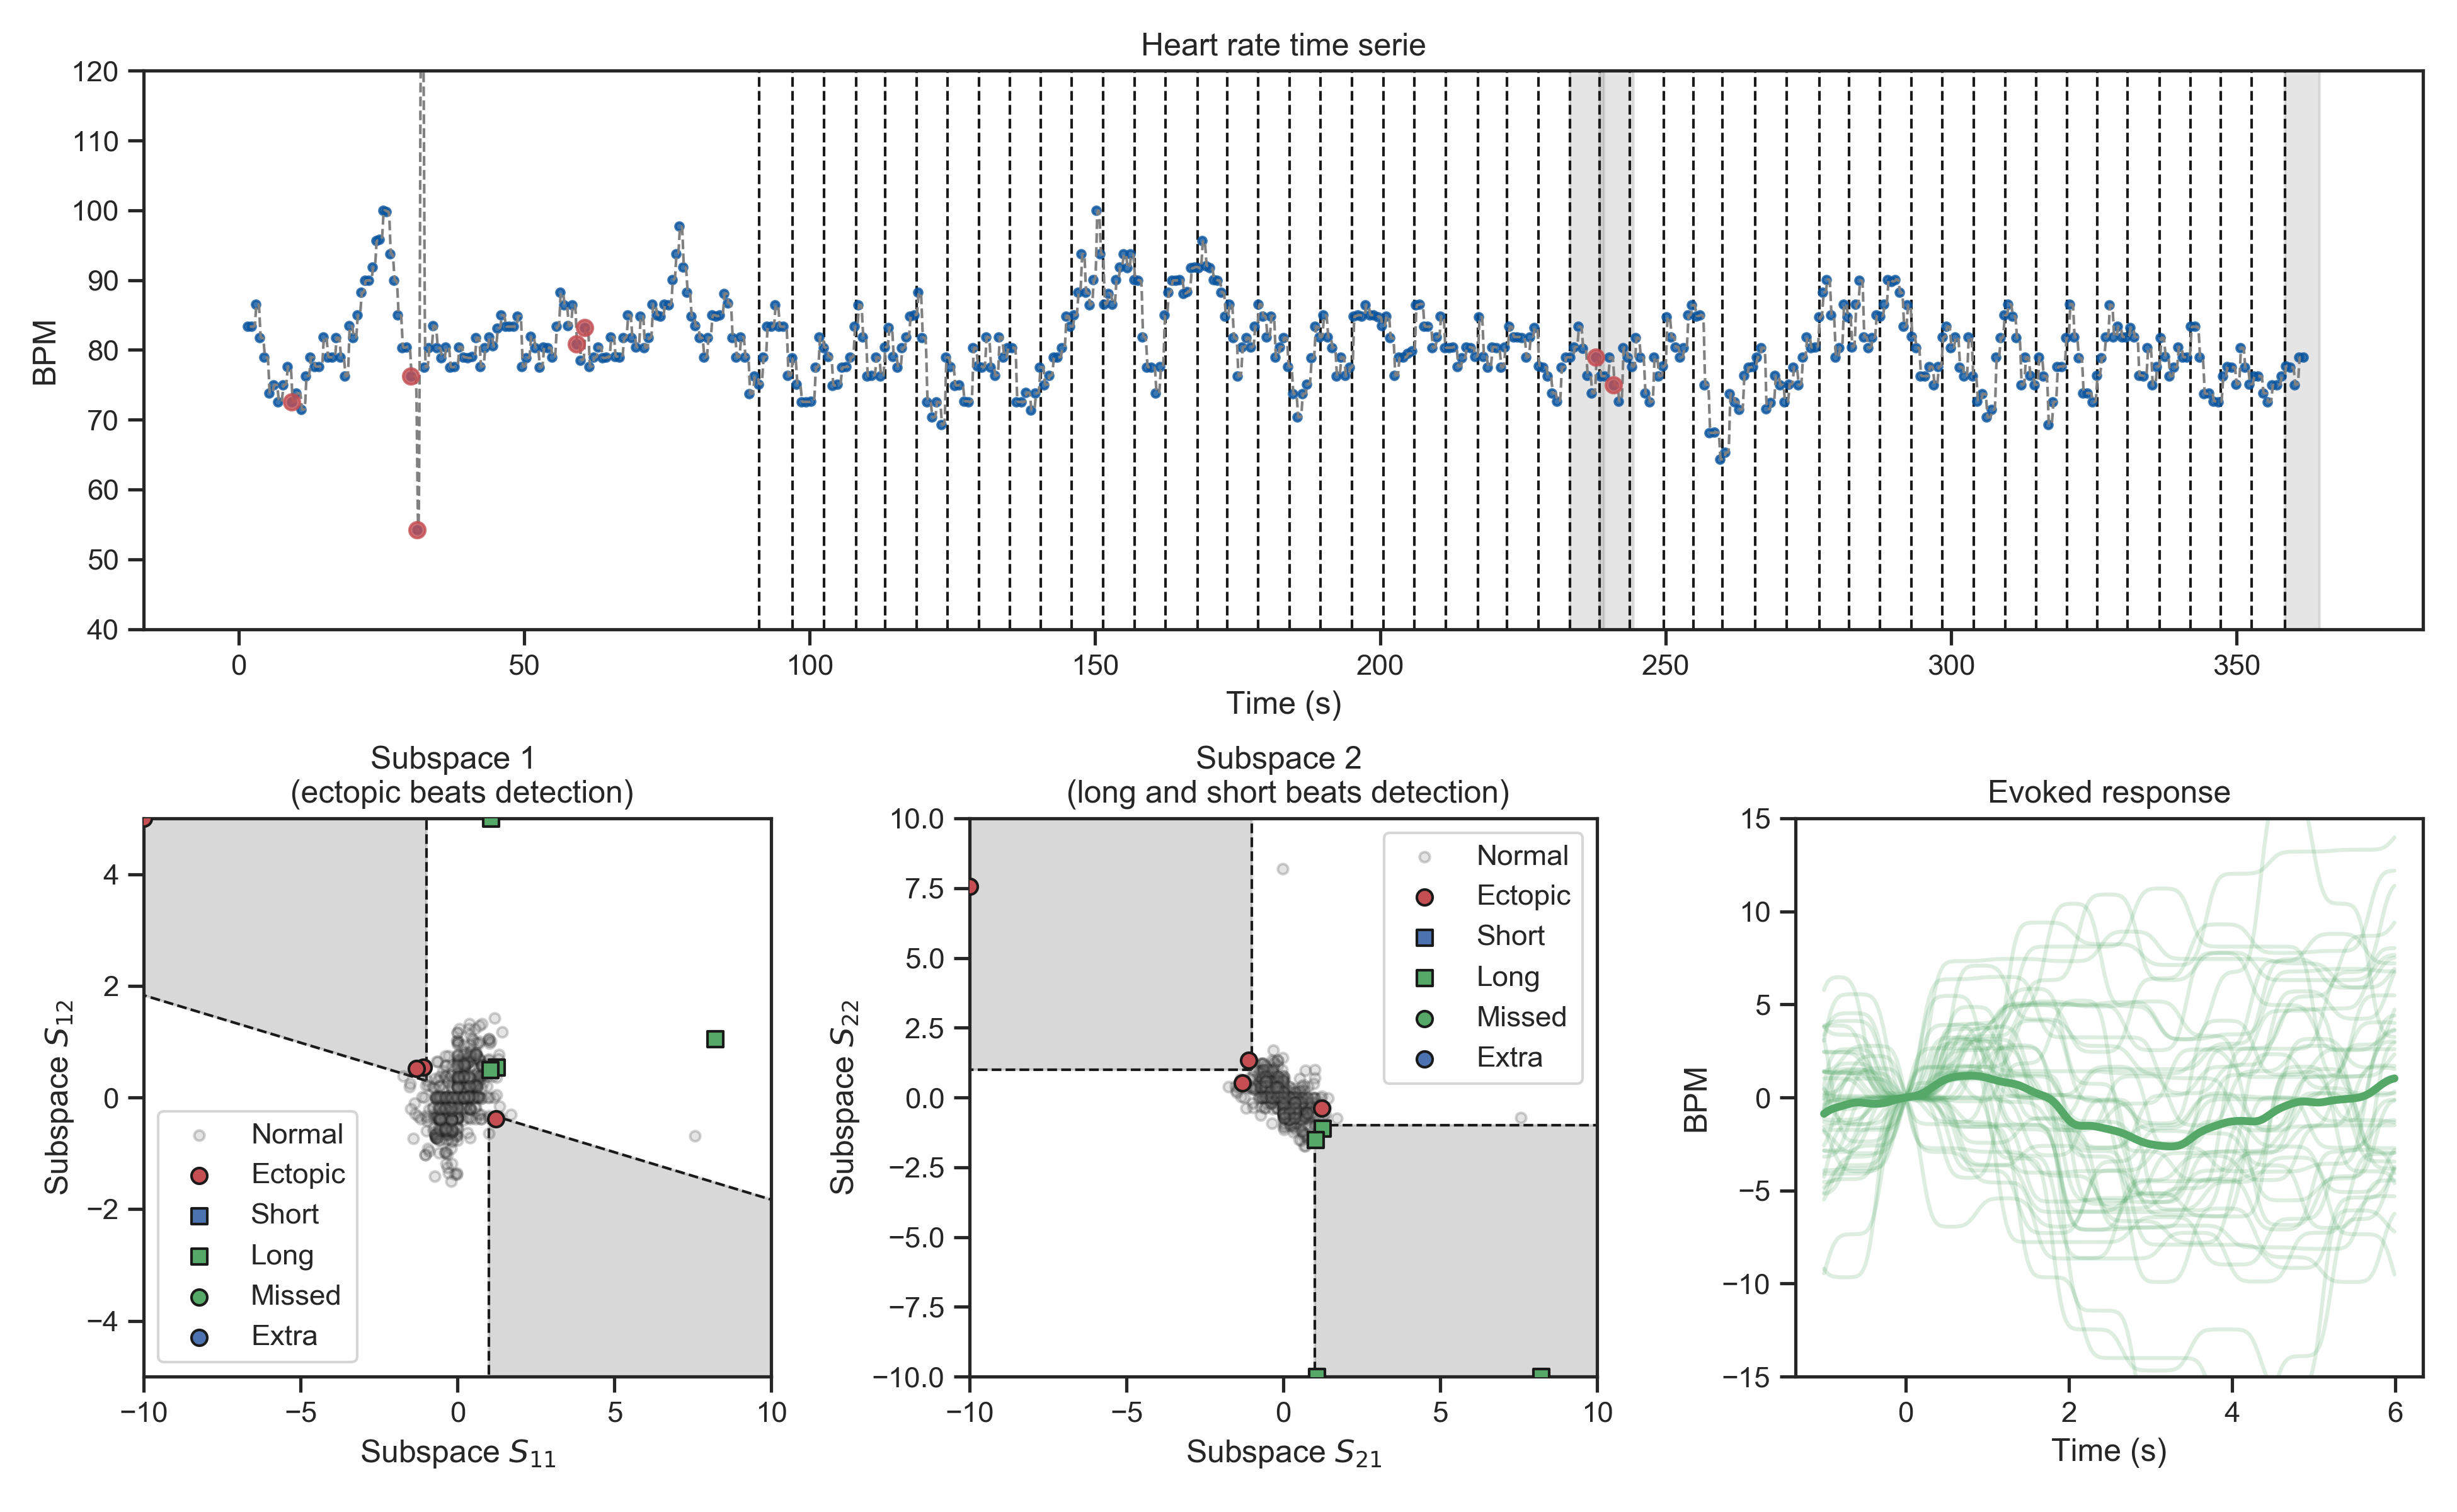 Heart rate time serie
120
110
100
90
80
70
60
50
40
BPM
0 50 100 150 200 250 300 350
Time (s)
Subspace 1
(ectopic beats detection)
4
2
0
−2
−4
Subspace S12
Normal
Ectopic
Short
Long
Missed
Extra
−10 −5 0 5 10
Subspace S11
Subspace 2
(long and short beats detection)
10.0
7.5
5.0
2.5
0.0
−2.5
−5.0
−7.5
−10.0
Subspace S22
Normal
Ectopic
Short
Long
Missed
Extra
−10 −5 0 5 10
Subspace S21
Evoked response
15
10
5
0
−5
−10
−15
BPM
0 2 4 6
Time (s)